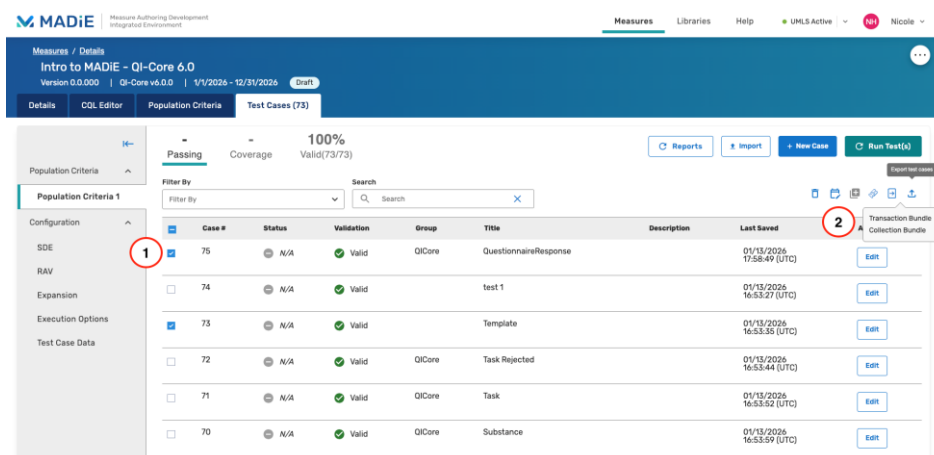 MADiE
Measure Authoring Development
Integrated Environment
Measures Libraries Help UMLS Active NH Nicole
Measures / Details
Intro to MADiE - QI-Core 6.0
Version 0.0.000 | QI-Core v6.0.0 | 1/1/2026 - 12/31/2026 Draft
Details CQL Editor Population Criteria Test Cases (73)
Population Criteria
Population Criteria 1
Configuration
SDE
RAV
Expansion
Execution Options
Test Case Data
- - 100%
Passing Coverage Valid(73/73)
Reports Import + New Case Run Test(s)
Export test cases
Filter By Search
Filter By Search
2
Transaction Bundle
Collection Bundle
Case # Status Validation Group Title Description Last Saved A
1
75 N/A Valid QICore QuestionnaireResponse 01/13/2026 Edit
17:58:49 (UTC)
74 N/A Valid test 1 01/13/2026 Edit
16:53:27 (UTC)
73 N/A Valid Template 01/13/2026 Edit
16:53:35 (UTC)
72 N/A Valid QICore Task Rejected 01/13/2026 Edit
16:53:44 (UTC)
71 N/A Valid QICore Task 01/13/2026 Edit
16:53:52 (UTC)
70 N/A Valid QICore Substance 01/13/2026 Edit
16:53:59 (UTC)